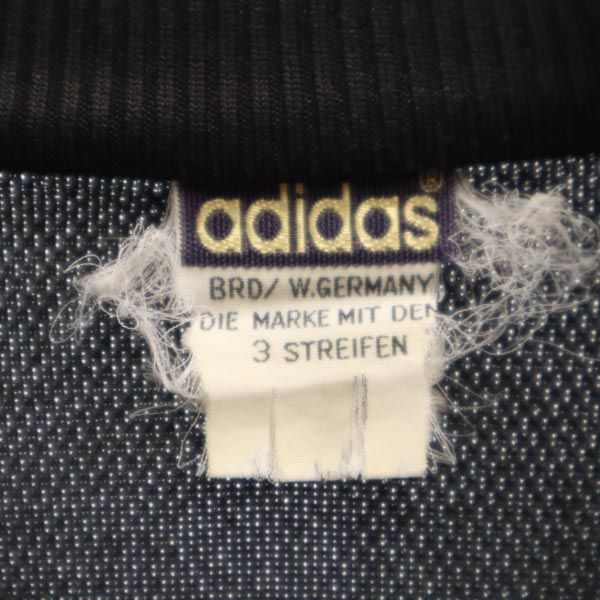 adidas®
BRD/ W.GERMANY
DIE MARKE MIT DEN
3 STREIFEN